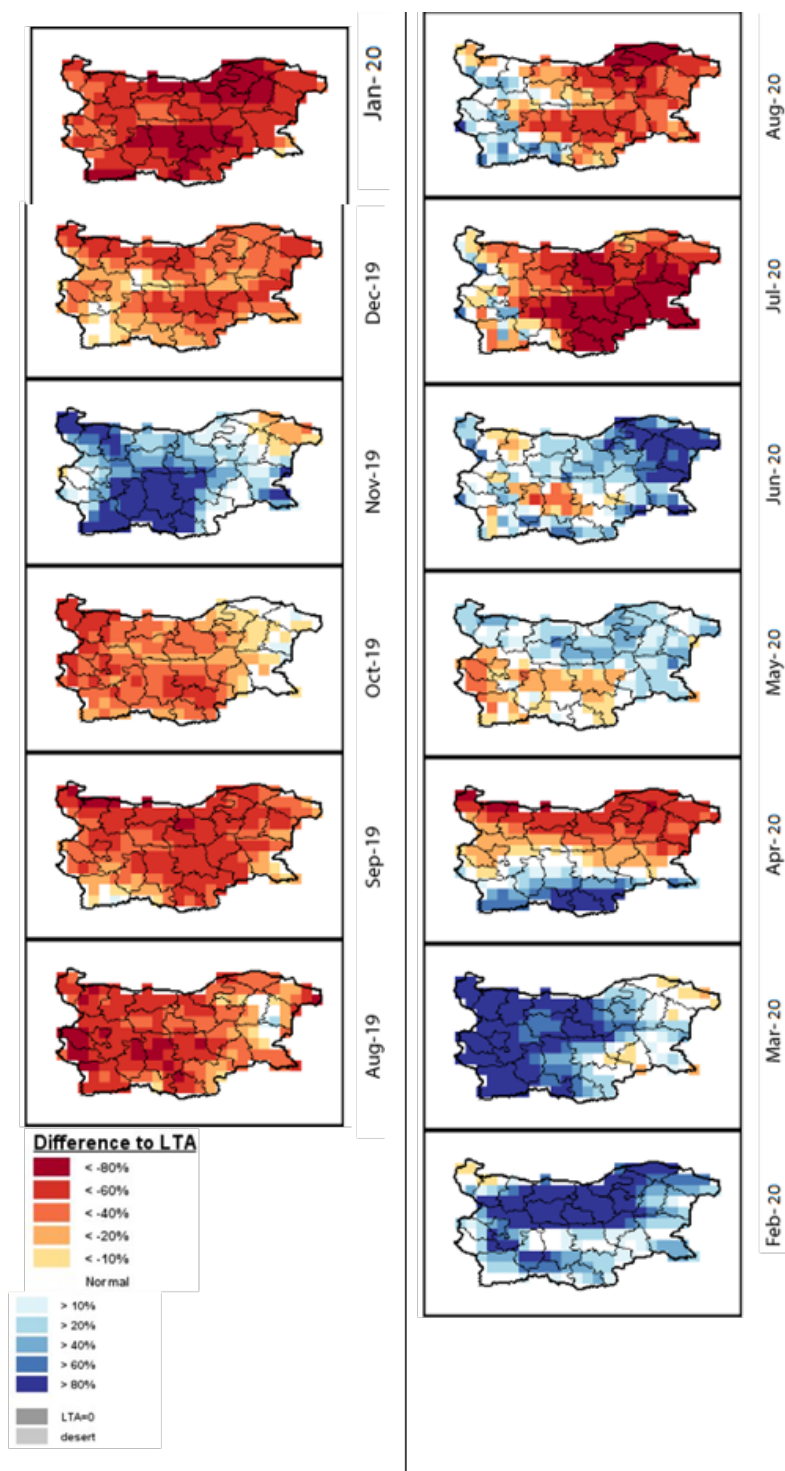 Jan- 20
Dec-19
Nov-19
Oct-19
Sep-19
Aug-19
Difference to LTA
< -80%
< -60%
< -40%
< -20%
< -10%
Normal
> 10%
> 20%
> 40%
> 60%
> 80%
LTA=0
desert
Aug- 20
Jul- 20
Jun- 20
May- 20
Apr- 20
Mar- 20
Feb- 20